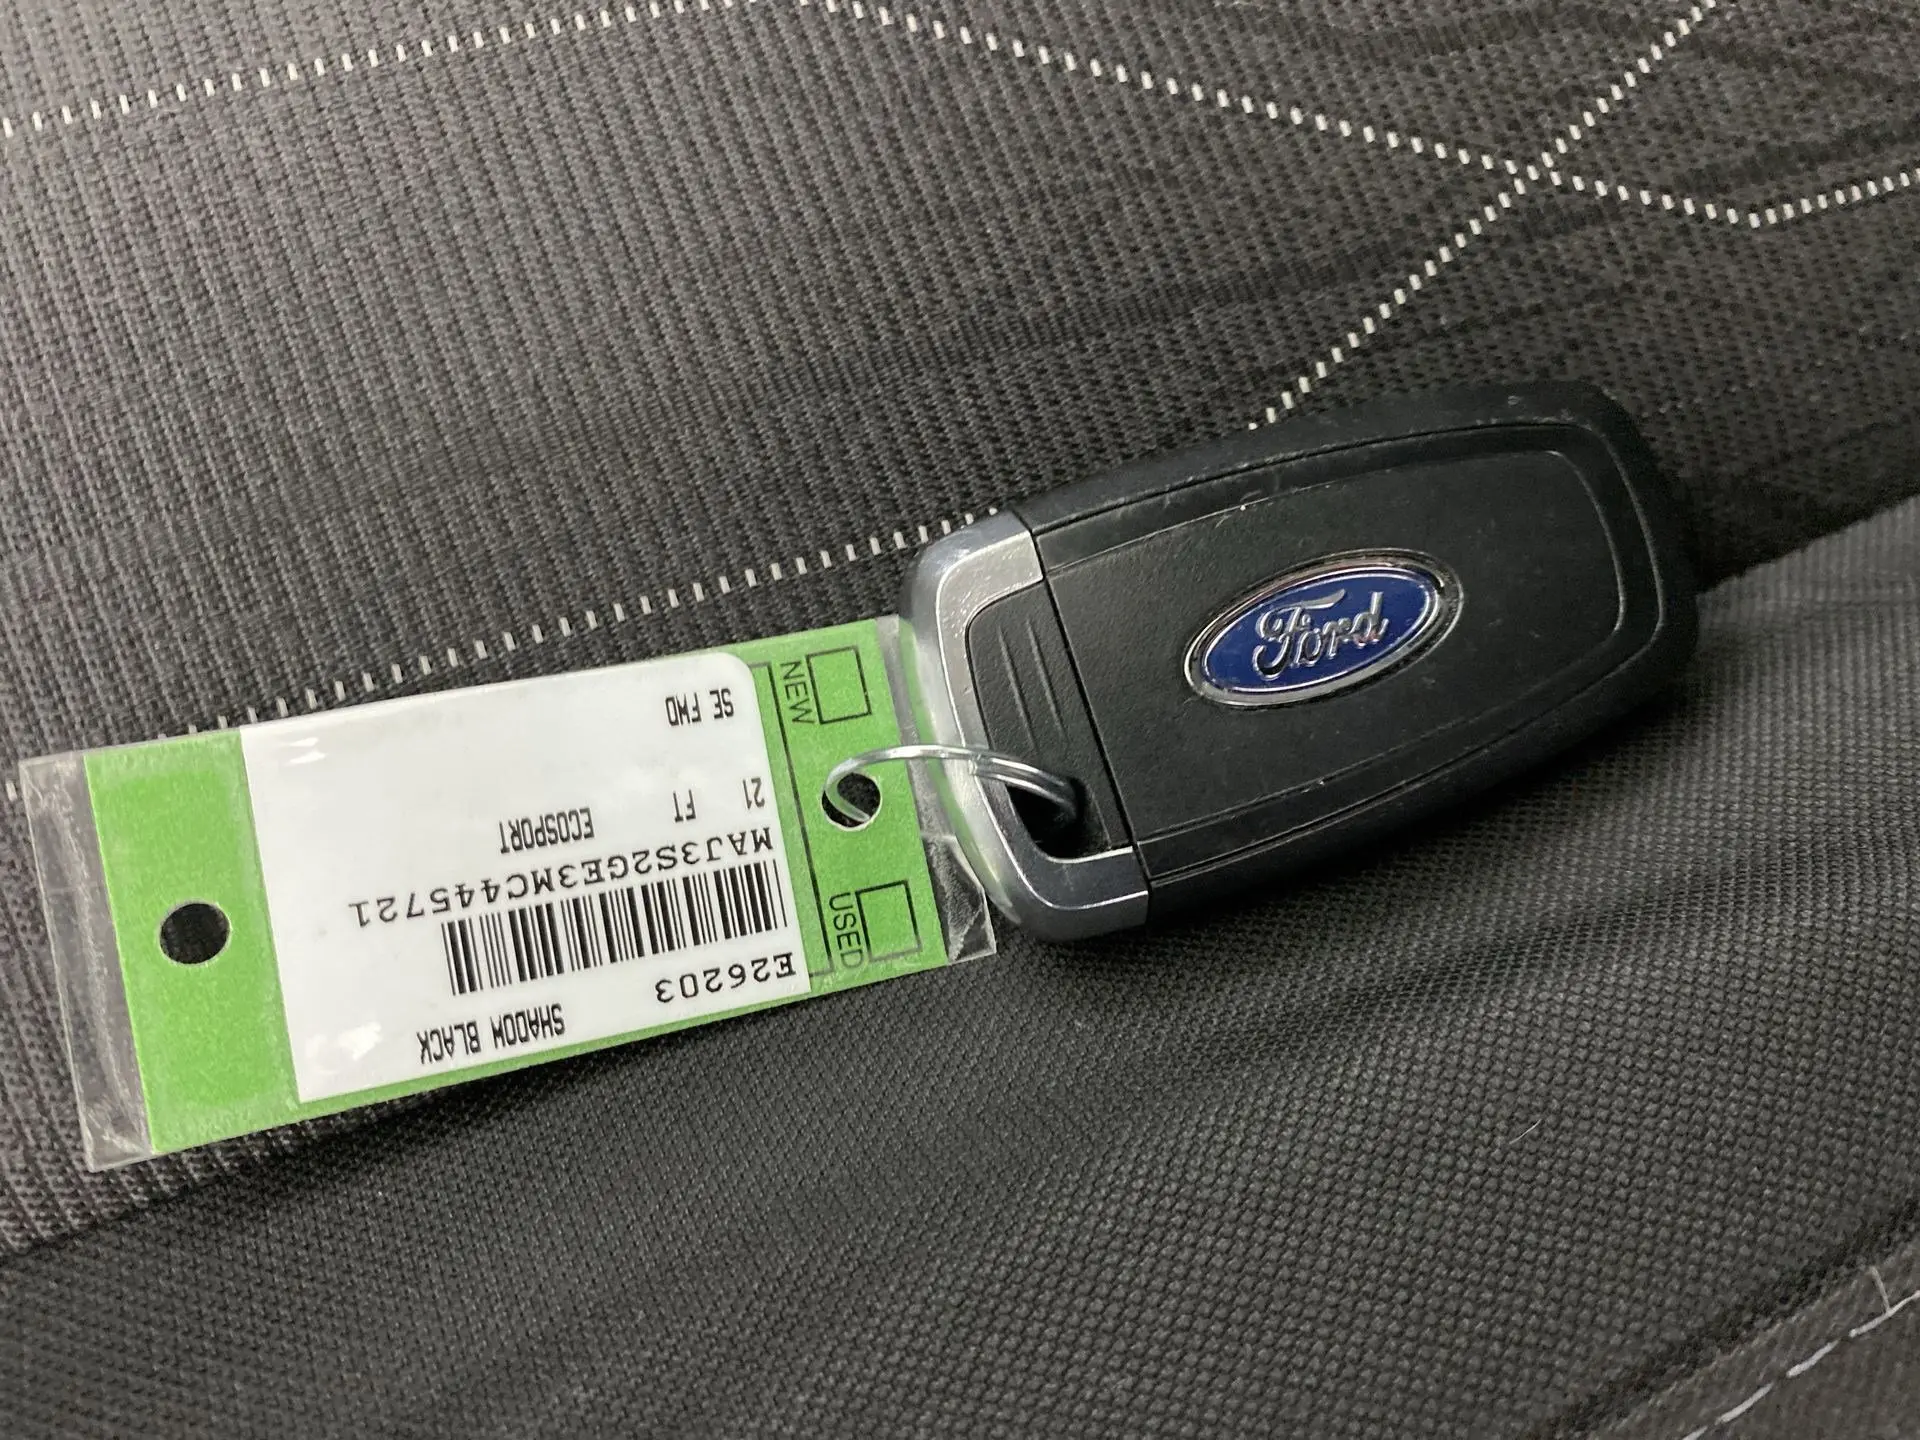 E26203
SHADOW BLACK
MAJ3S2GE3MC445721
21 FT ECOSPORT
SE FWD
NEW
USED
Ford